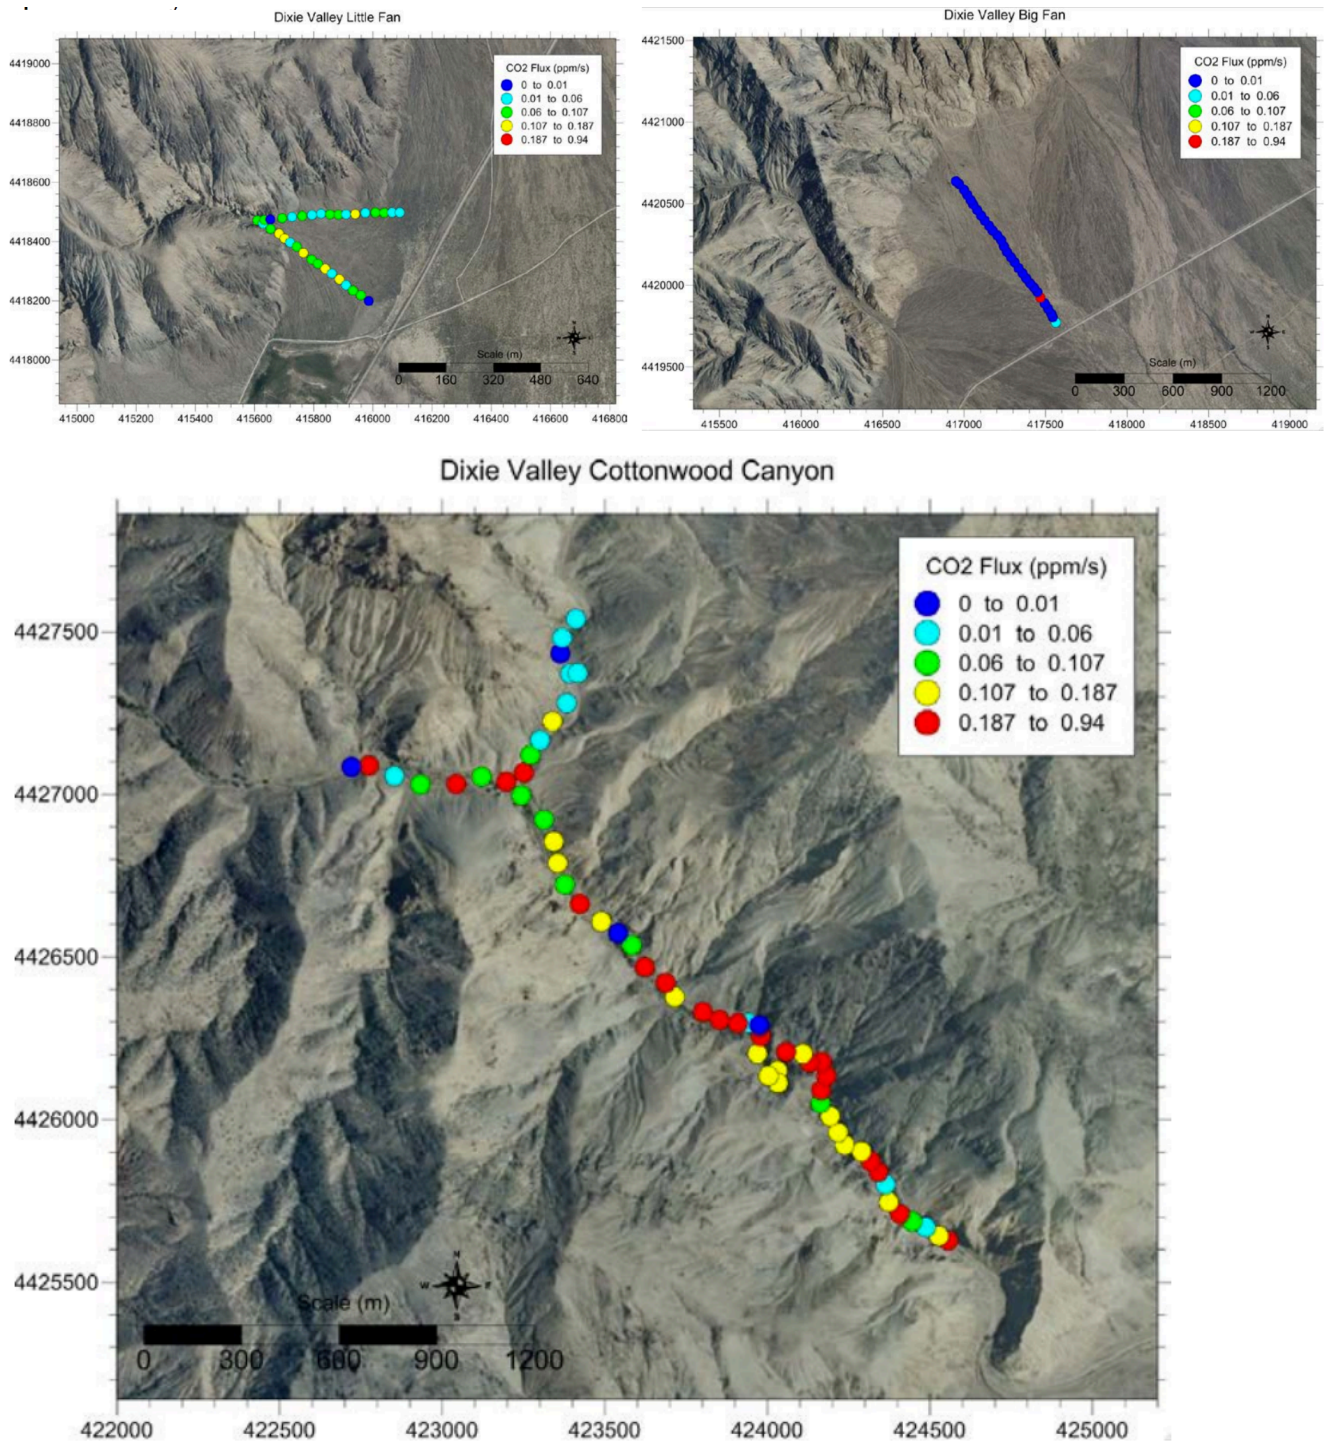 Dixie Valley Little Fan
CO2 Flux (ppm/s)
0 to 0.01
0.01 to 0.06
0.06 to 0.107
0.107 to 0.187
0.187 to 0.94
4419000
4418800
4418600
4418400
4418200
4418000
Scale (m)
0 160 320 480 640
415000 415200 415400 415600 415800 416000 416200 416400 416600 416800
Dixie Valley Big Fan
CO2 Flux (ppm/s)
0 to 0.01
0.01 to 0.06
0.06 to 0.107
0.107 to 0.187
0.187 to 0.94
4421500
4421000
4420500
4420000
4419500
Scale (m)
0 300 600 900 1200
415500 416000 416500 417000 417500 418000 418500 419000
Dixie Valley Cottonwood Canyon
CO2 Flux (ppm/s)
0 to 0.01
0.01 to 0.06
0.06 to 0.107
0.107 to 0.187
0.187 to 0.94
4427500
4427000
4426500
4426000
4425500
N
W E
S
Scale (m)
0 300 600 900 1200
422000 422500 423000 423500 424000 424500 425000